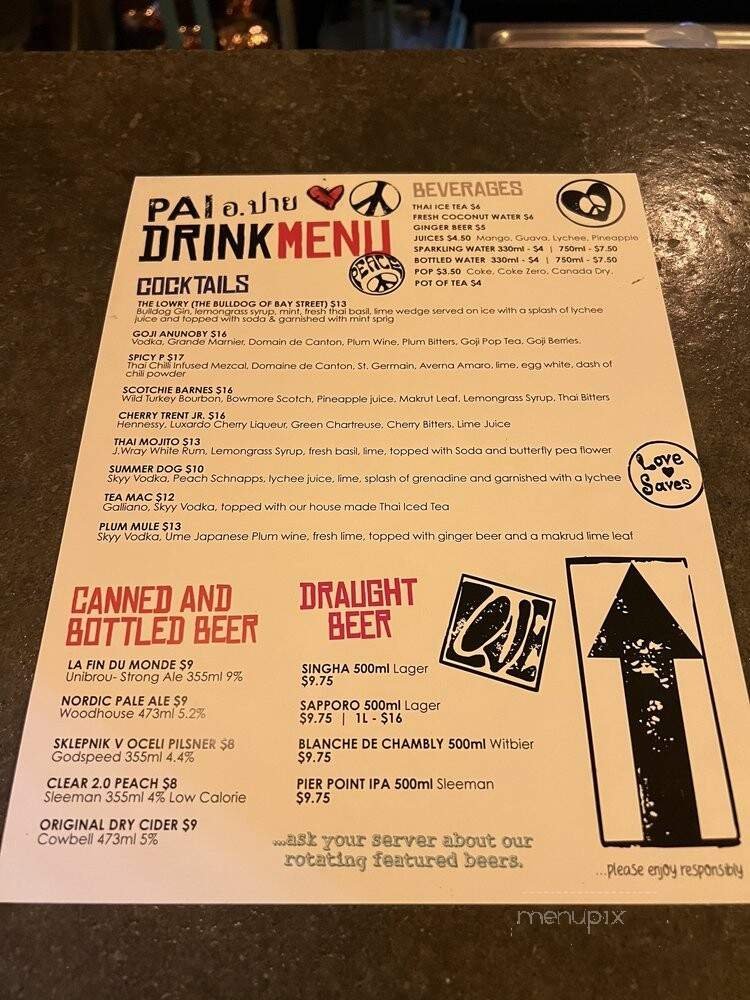 PAI อ.ปาย
DRINKMENU
PEACE
COCKTAILS
THE LOWRY (THE BULLDOG OF BAY STREET) $13
Bulldog Gin, lemongrass syrup, mint, fresh thai basil, lime wedge served on ice with a splash of lychee
juice and topped with soda & garnished with mint sprig
GOJI ANUNOBY $16
Vodka, Grande Marnier, Domain de Canton, Plum Wine, Plum Bitters, Goji Pop Tea, Goji Berries.
SPICY P $17
Thai Chilli Infused Mezcal, Domaine de Canton, St. Germain, Averna Amaro, lime, egg white, dash of
chili powder
SCOTCHIE BARNES $16
Wild Turkey Bourbon, Bowmore Scotch, Pineapple juice, Makrut Leaf, Lemongrass Syrup, Thai Bitters
CHERRY TRENT JR. $16
Hennessy, Luxardo Cherry Liqueur, Green Chartreuse, Cherry Bitters, Lime Juice
THAI MOJITO $13
J.Wray White Rum, Lemongrass Syrup, fresh basil, lime, topped with Soda and butterfly pea flower
SUMMER DOG $10
Skyy Vodka, Peach Schnapps, lychee juice, lime, splash of grenadine and garnished with a lychee
TEA MAC $12
Galliano, Skyy Vodka, topped with our house made Thai Iced Tea
PLUM MULE $13
Skyy Vodka, Ume Japanese Plum wine, fresh lime, topped with ginger beer and a makrud lime leaf
BEVERAGES
THAI ICE TEA $6
FRESH COCONUT WATER $6
GINGER BEER $5
JUICES $4.50 Mango, Guava, Lychee, Pineapple
SPARKLING WATER 330ml - $4 | 750ml - $7.50
BOTTLED WATER 330ml - $4 | 750ml - $7.50
POP $3.50 Coke, Coke Zero, Canada Dry,
POT OF TEA $4
Love
Saves
CANNED AND
BOTTLED BEER
LA FIN DU MONDE $9
Unibrou- Strong Ale 355ml 9%
NORDIC PALE ALE $9
Woodhouse 473ml 5.2%
SKLEPNIK V OCELI PILSNER $8
Godspeed 355ml 4.4%
CLEAR 2.0 PEACH $8
Sleeman 355ml 4% Low Calorie
ORIGINAL DRY CIDER $9
Cowbell 473ml 5%
DRAUGHT
BEER
SINGHA 500ml Lager
$9.75
SAPPORO 500ml Lager
$9.75 | 1L - $16
BLANCHE DE CHAMBLY 500ml Witbier
$9.75
PIER POINT IPA 500ml Sleeman
$9.75
...ask your server about our
rotating featured beers.
LOVE
...please enjoy responsibly
menupix